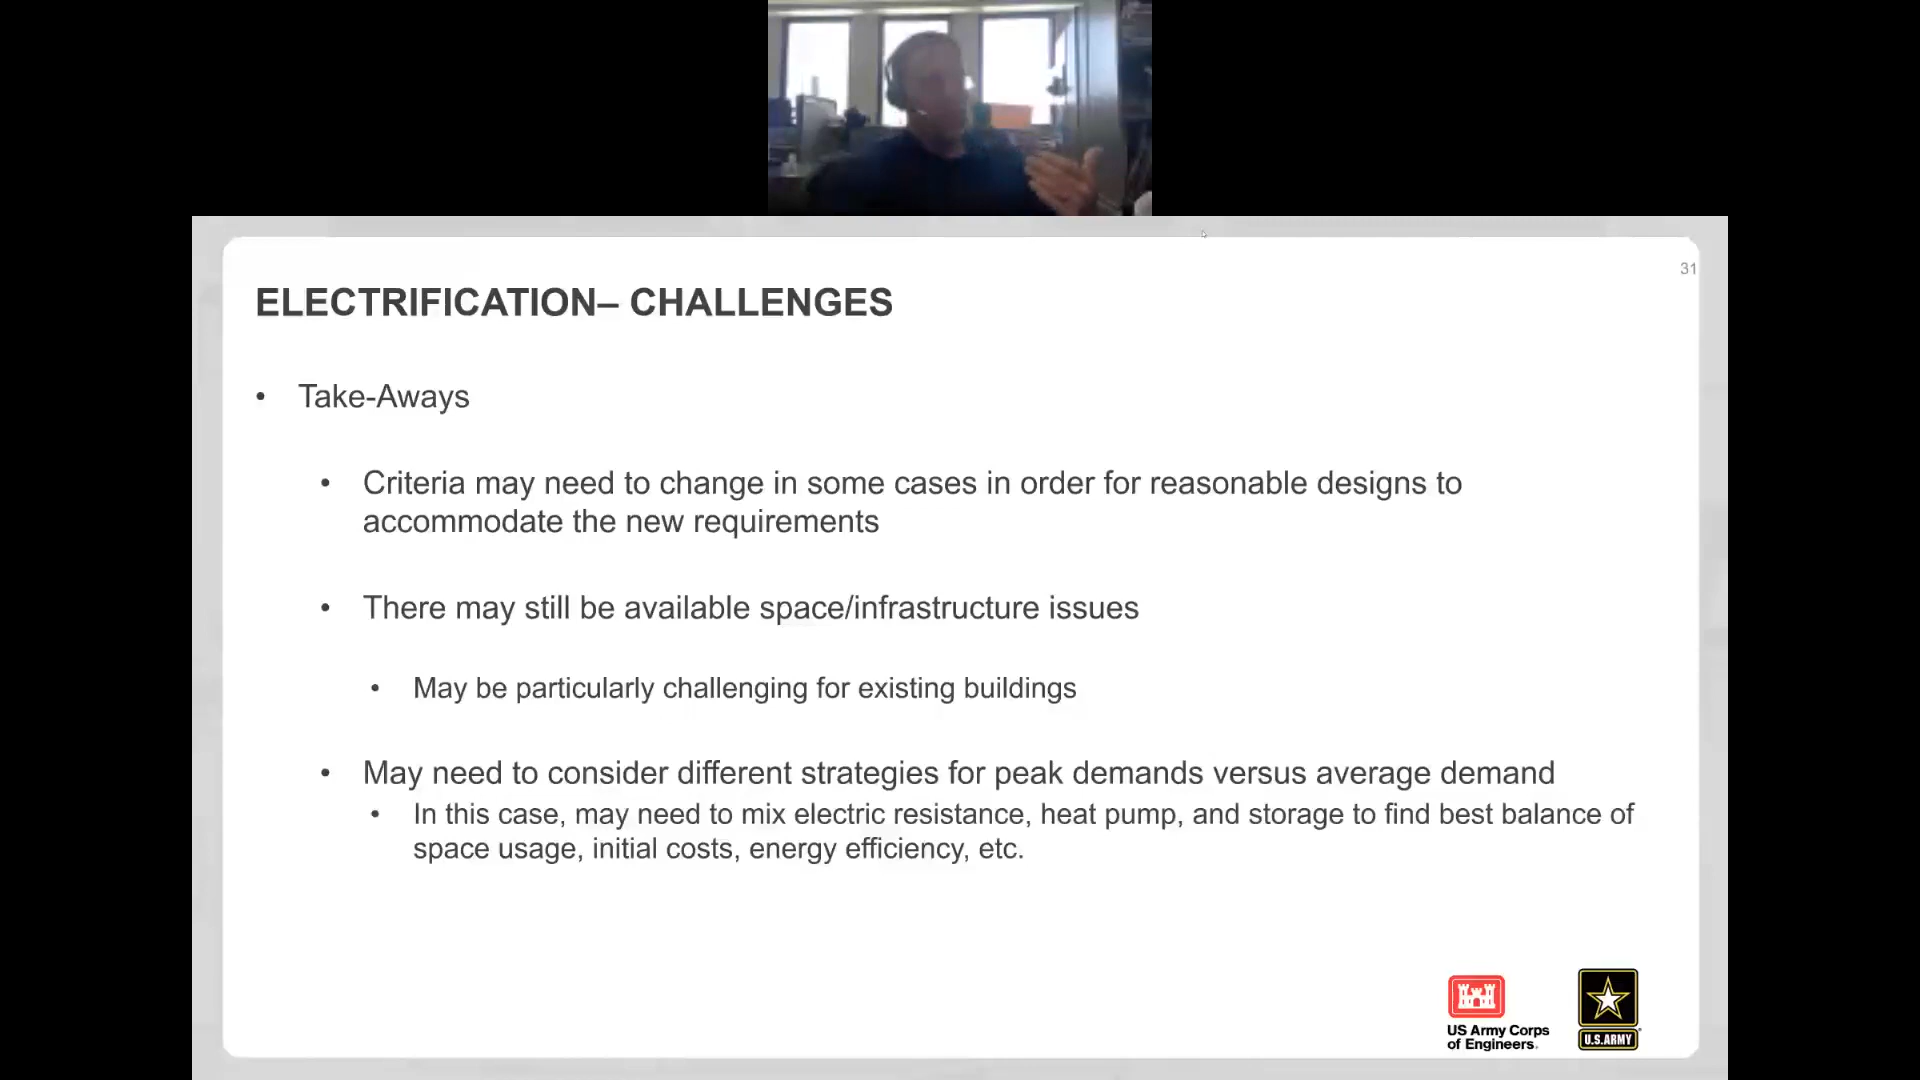 31
ELECTRIFICATION– CHALLENGES
• Take-Aways
• Criteria may need to change in some cases in order for reasonable designs to
accommodate the new requirements
• There may still be available space/infrastructure issues
• May be particularly challenging for existing buildings
• May need to consider different strategies for peak demands versus average demand
• In this case, may need to mix electric resistance, heat pump, and storage to find best balance of
space usage, initial costs, energy efficiency, etc.
US Army Corps
of Engineers.
U.S.ARMY